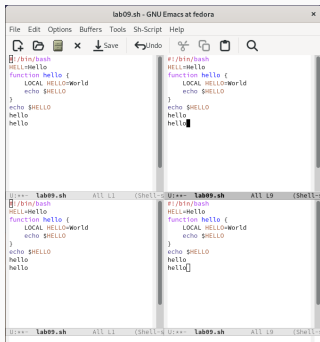 lab09.sh - GNU Emacs at fedora
×
File Edit Options Buffers Tools Sh-Script Help
Save
Undo
#!/bin/bash
HELL=Hello
function hello {
    LOCAL HELLO=World
    echo $HELLO
}
echo $HELLO
hello
hello
U:**- lab09.sh All L1 (Shell-s
#!/bin/bash
HELL=Hello
function hello {
    LOCAL HELLO=World
    echo $HELLO
}
echo $HELLO
hello
hello
U:**- lab09.sh All L9 (Shell-s
#!/bin/bash
HELL=Hello
function hello {
    LOCAL HELLO=World
    echo $HELLO
}
echo $HELLO
hello
hello
U:**- lab09.sh All L1 (Shell-s
#!/bin/bash
HELL=Hello
function hello {
    LOCAL HELLO=World
    echo $HELLO
}
echo $HELLO
hello
hello
U:**- lab09.sh All L9 (Shell-s